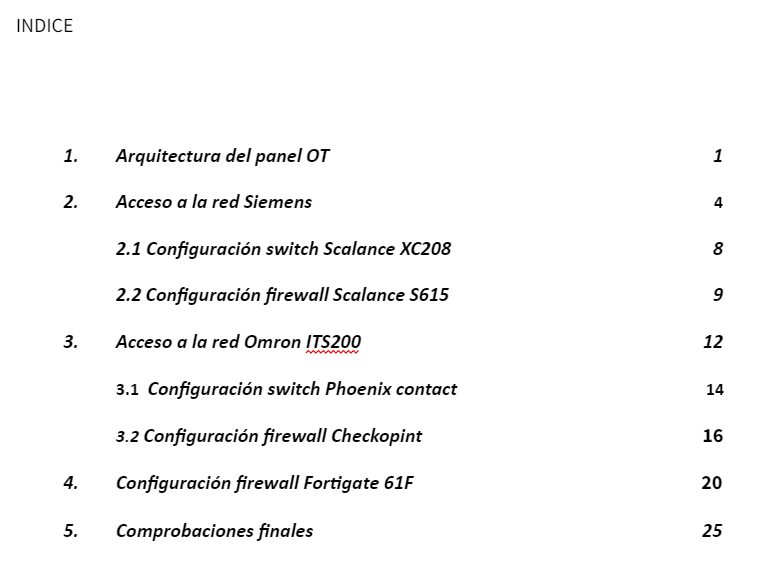 INDICE
1. Arquitectura del panel OT 1
2. Acceso a la red Siemens 4
2.1 Configuración switch Scalance XC208 8
2.2 Configuración firewall Scalance S615 9
3. Acceso a la red Omron ITS200 12
3.1 Configuración switch Phoenix contact 14
3.2 Configuración firewall Checkopint 16
4. Configuración firewall Fortigate 61F 20
5. Comprobaciones finales 25